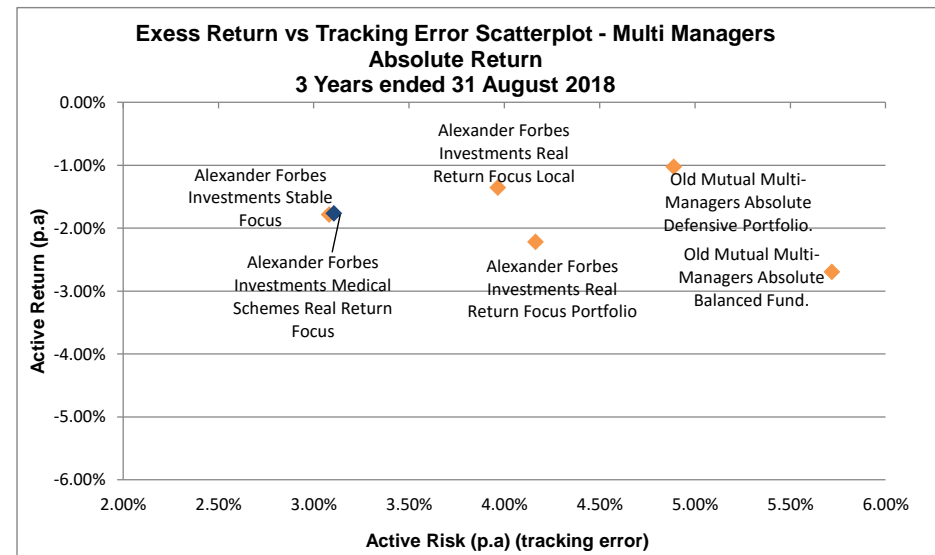 Exess Return vs Tracking Error Scatterplot - Multi Managers
Absolute Return
3 Years ended 31 August 2018
0.00%
-1.00%
-2.00%
-3.00%
-4.00%
-5.00%
-6.00%
Active Return (p.a)
Alexander Forbes
Investments Stable
Focus
Alexander Forbes
Investments Medical
Schemes Real Return
Focus
Alexander Forbes
Investments Real
Return Focus Local
Alexander Forbes
Investments Real
Return Focus Portfolio
Old Mutual Multi-
Managers Absolute
Defensive Portfolio.
Old Mutual Multi-
Managers Absolute
Balanced Fund.
2.00% 2.50% 3.00% 3.50% 4.00% 4.50% 5.00% 5.50% 6.00%
Active Risk (p.a) (tracking error)